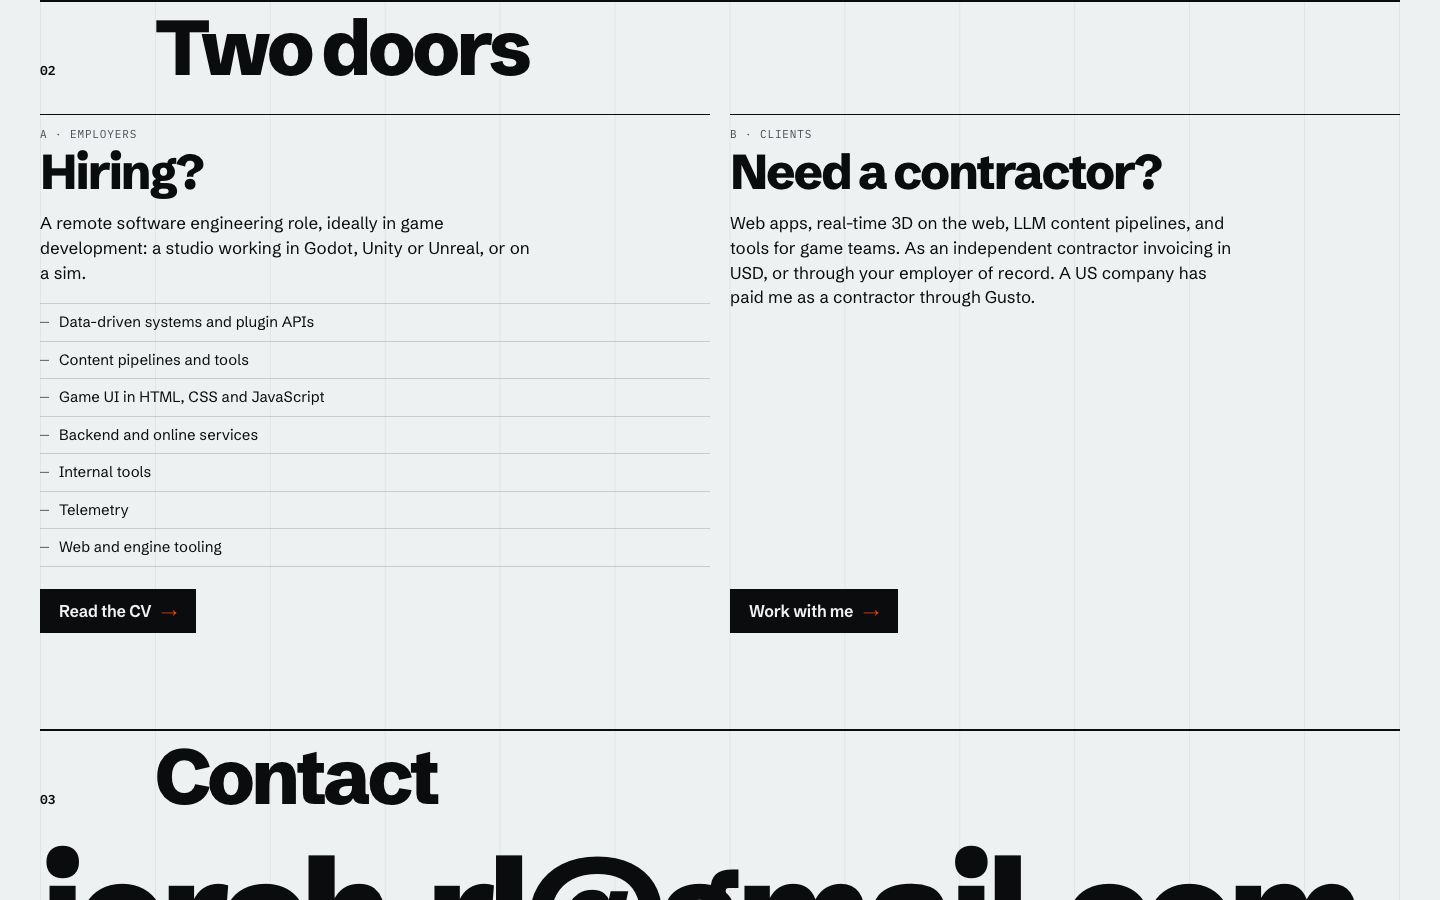 Two doors
02
A · EMPLOYERS
Hiring?
A remote software engineering role, ideally in game
development: a studio working in Godot, Unity or Unreal, or on
a sim.
— Data-driven systems and plugin APIs
— Content pipelines and tools
— Game UI in HTML, CSS and JavaScript
— Backend and online services
— Internal tools
— Telemetry
— Web and engine tooling
Read the CV →
B · CLIENTS
Need a contractor?
Web apps, real-time 3D on the web, LLM content pipelines, and
tools for game teams. As an independent contractor invoicing in
USD, or through your employer of record. A US company has
paid me as a contractor through Gusto.
Work with me →
Contact
03